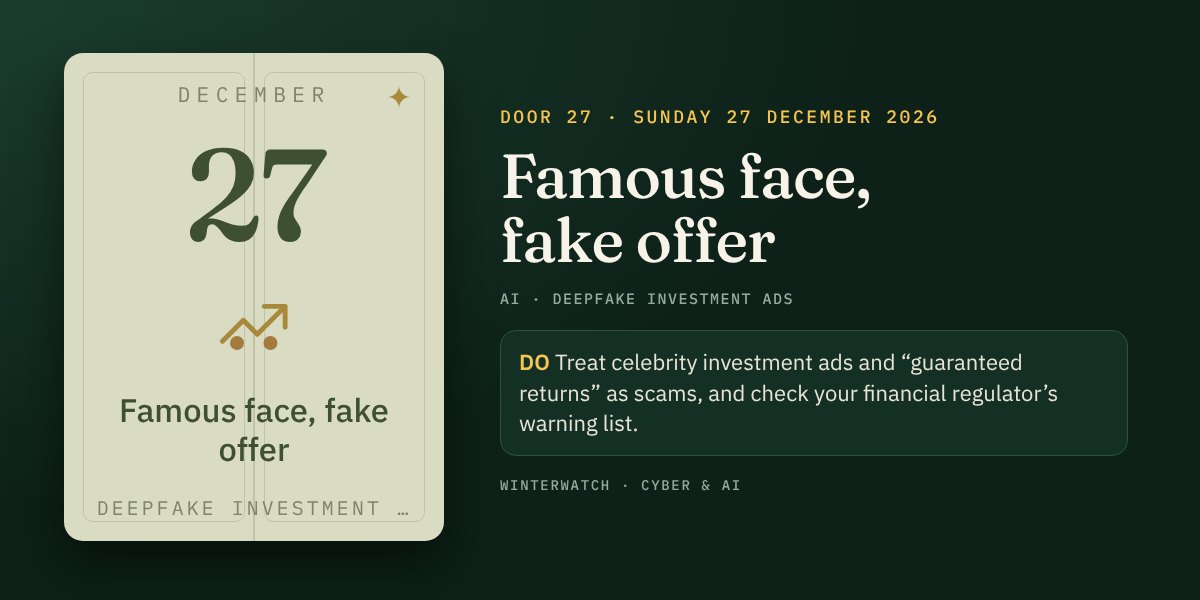 DECEMBER
27
Famous face, fake
offer
DEEPFAKE INVESTMENT …
DOOR 27 · SUNDAY 27 DECEMBER 2026
Famous face,
fake offer
AI · DEEPFAKE INVESTMENT ADS
DO Treat celebrity investment ads and “guaranteed
returns” as scams, and check your financial regulator’s
warning list.
WINTERWATCH · CYBER & AI